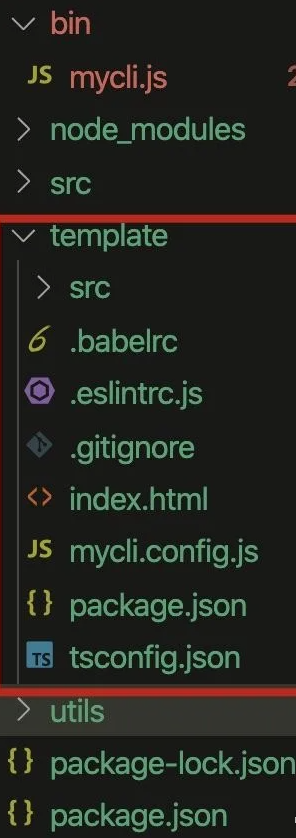 bin
JS mycli.js 2
node_modules
src
template
src
.babelrc
.eslintrc.js
.gitignore
index.html
JS mycli.config.js
{} package.json
TS tsconfig.json
utils
{} package-lock.json
{} package.json